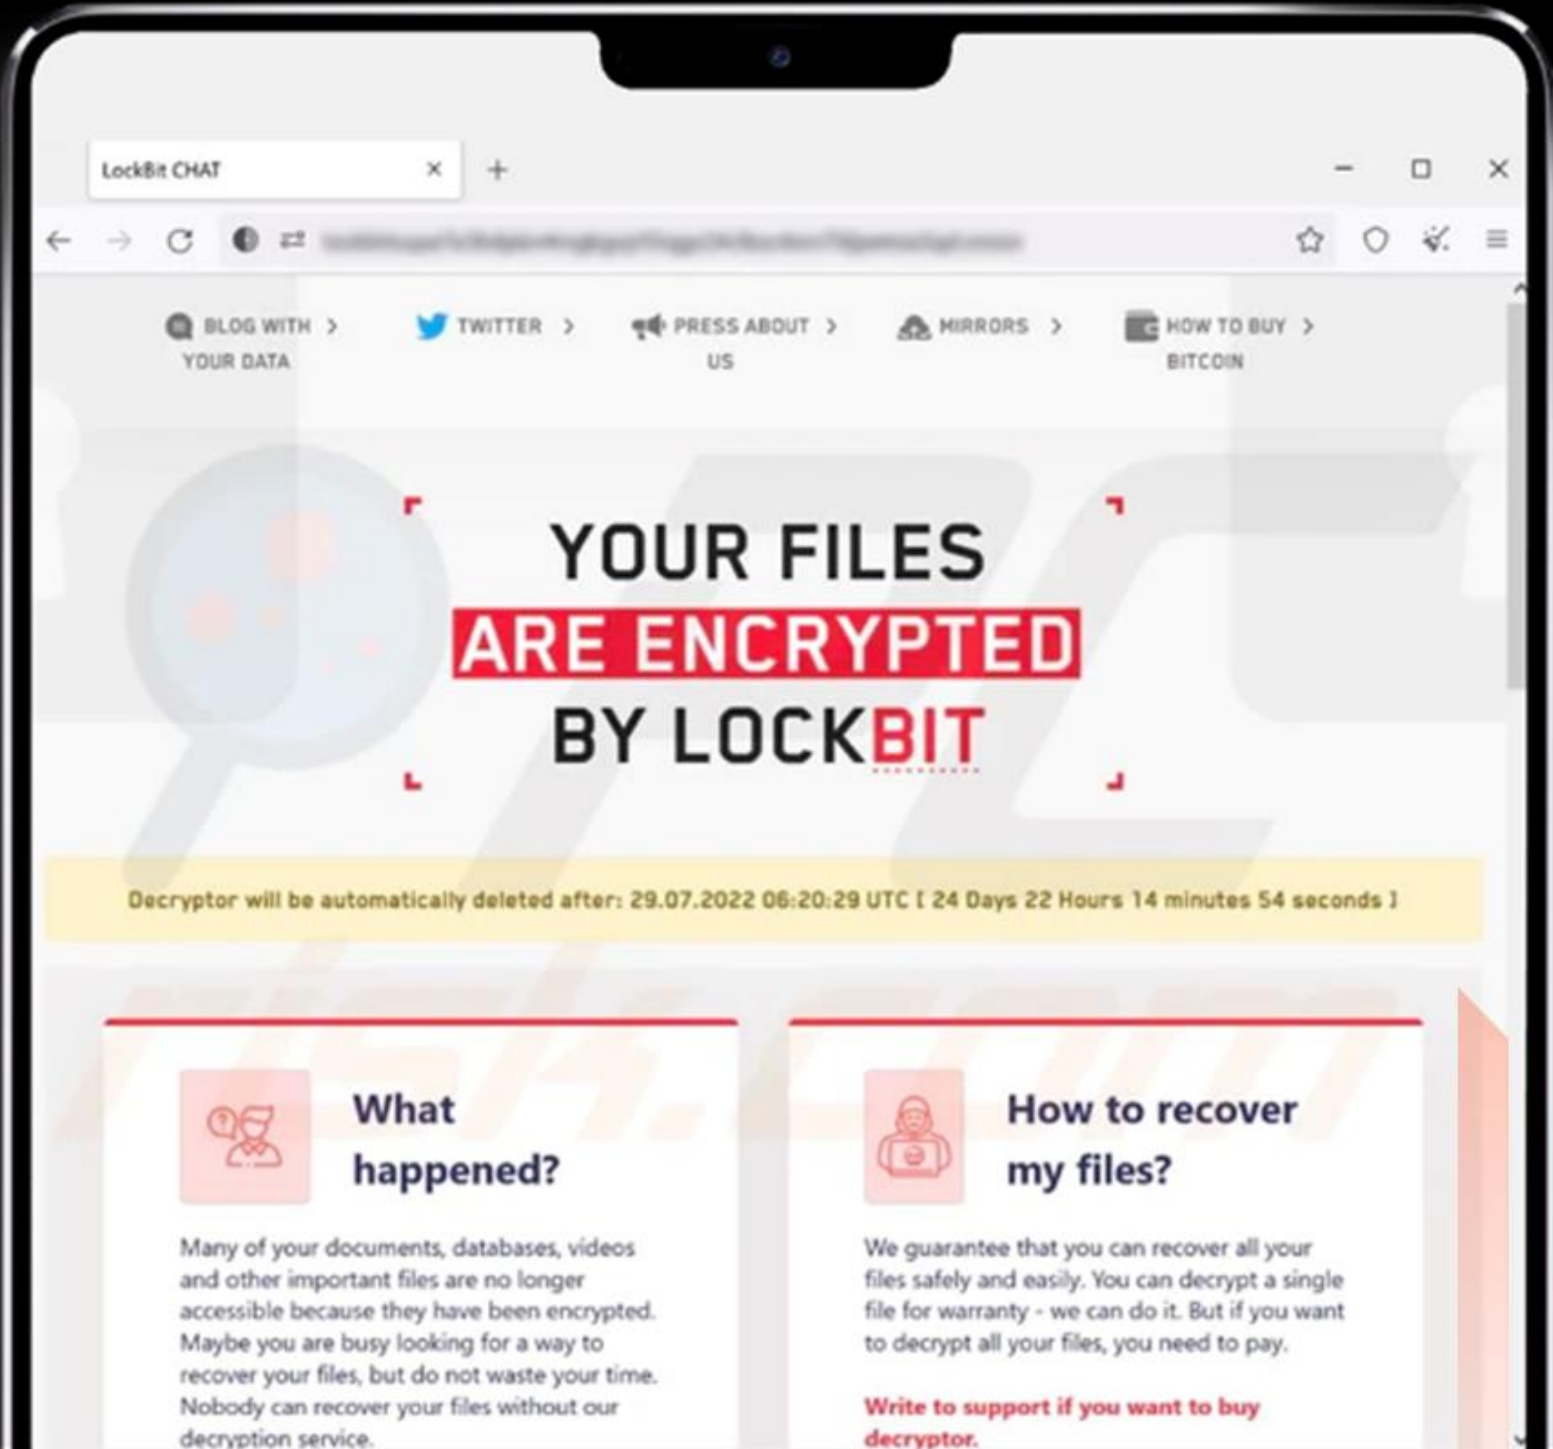 LockBit CHAT
BLOG WITH
YOUR DATA
TWITTER
PRESS ABOUT
US
MIRRORS
HOW TO BUY
BITCOIN
YOUR FILES
ARE ENCRYPTED
BY LOCKBIT
Decryptor will be automatically deleted after: 29.07.2022 06:20:29 UTC [ 24 Days 22 Hours 14 minutes 54 seconds ]
PC
risk.com
What
happened?
Many of your documents, databases, videos
and other important files are no longer
accessible because they have been encrypted.
Maybe you are busy looking for a way to
recover your files, but do not waste your time.
Nobody can recover your files without our
decryption service.
How to recover
my files?
We guarantee that you can recover all your
files safely and easily. You can decrypt a single
file for warranty - we can do it. But if you want
to decrypt all your files, you need to pay.
Write to support if you want to buy
decryptor.